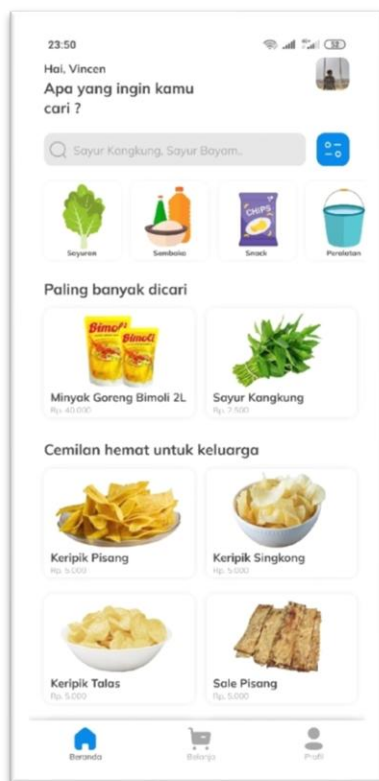 23:50
Hai, Vincen
Apa yang ingin kamu
cari ?
Sayur Kangkung, Sayur Bayam..
Sayuran
Sembako
CHIPS
Snack
Peralatan
Paling banyak dicari
Bimoli
Bimoli
Minyak Goreng Bimoli 2L
Rp. 40.000
Sayur Kangkung
Rp. 7.500
Cemilan hemat untuk keluarga
Keripik Pisang
Rp. 5.000
Keripik Singkong
Rp. 5.000
Keripik Talas
Rp. 5.000
Sale Pisang
Rp. 5.000
Beranda
Belanja
Profil